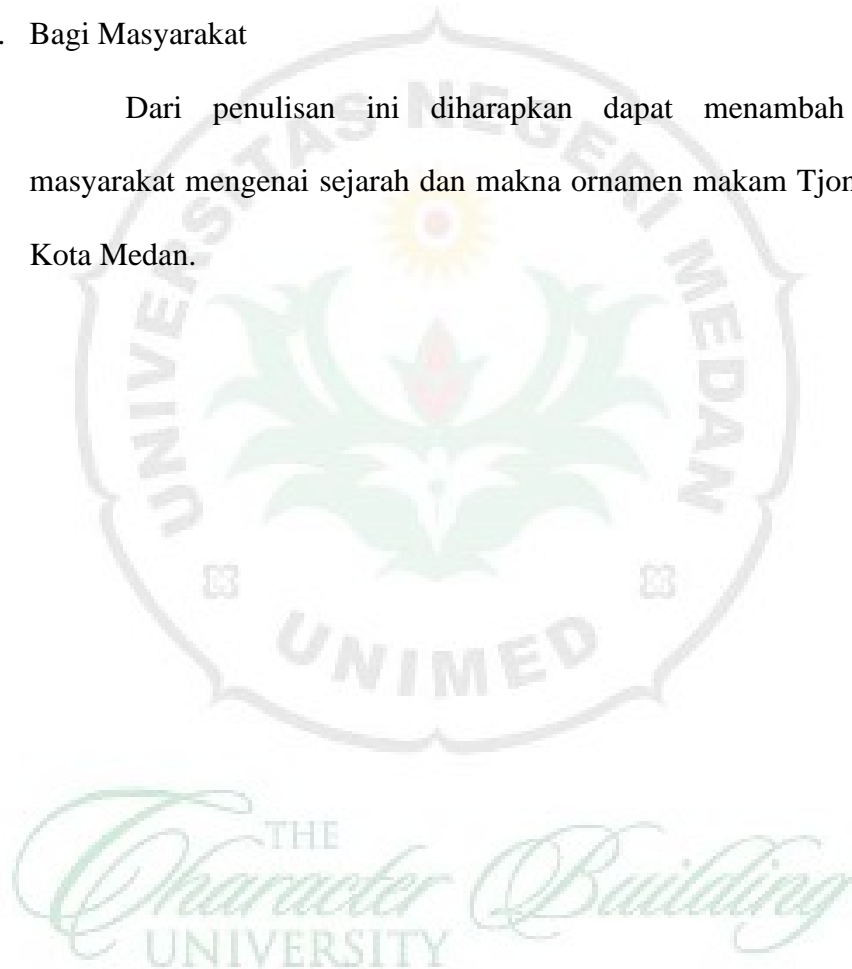 . Bagi Masyarakat
Dari penulisan ini diharapkan dapat menambah
masyarakat mengenai sejarah dan makna ornamen makam
Kota Medan.
UNIVERSITAS NEGERI MEDAN
UNIMED
THE
Character Building
UNIVERSITY